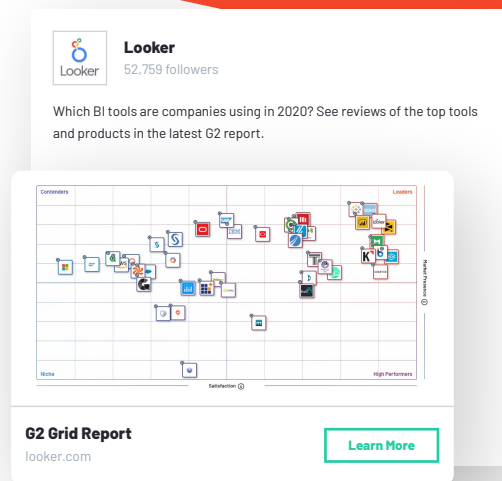 Looker
Looker
52,759 followers
Which BI tools are companies using in 2020? See reviews of the top tools
and products in the latest G2 report.
Contenders
Leaders
Market Presence
Niche
High Performers
Satisfaction
G2 Grid Report
looker.com
Learn More